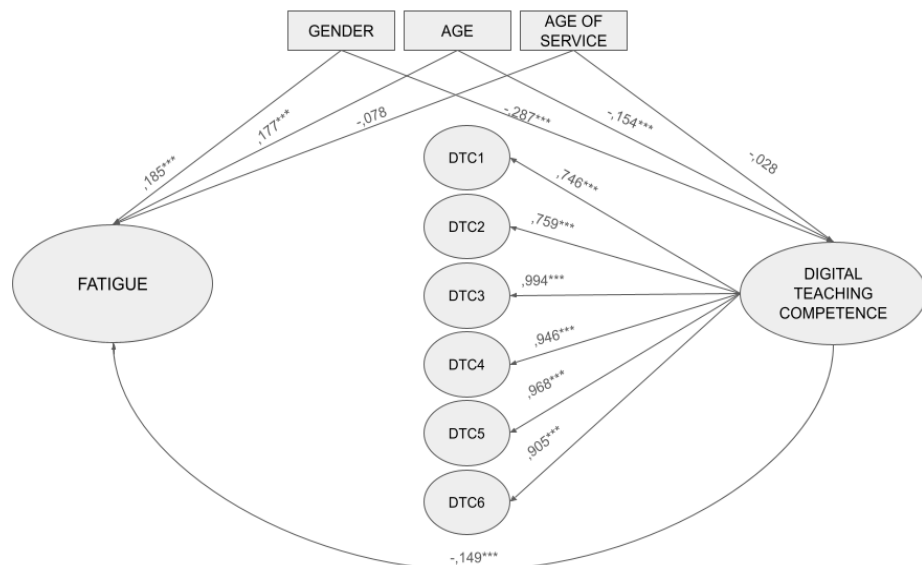 GENDER
AGE
AGE OF
SERVICE
,185***
,177***
-,078
-,287***
-,154***
-,028
DTC1
,746***
DTC2
,759***
DTC3
,994***
DTC4
,946***
DTC5
,968***
DTC6
,905***
FATIGUE
DIGITAL
TEACHING
COMPETENCE
-,149***